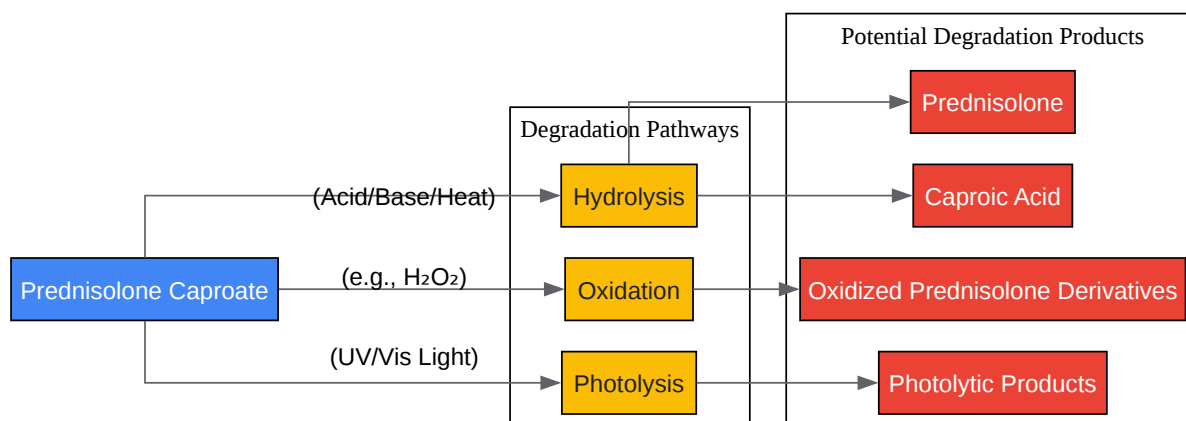 Potential Degradation Products
Prednisolone
Degradation Pathways
(Acid/Base/Heat)
Hydrolysis
Caproic Acid
Prednisolone Caproate
(e.g., H₂O₂)
Oxidation
Oxidized Prednisolone Derivatives
(UV/Vis Light)
Photolysis
Photolytic Products